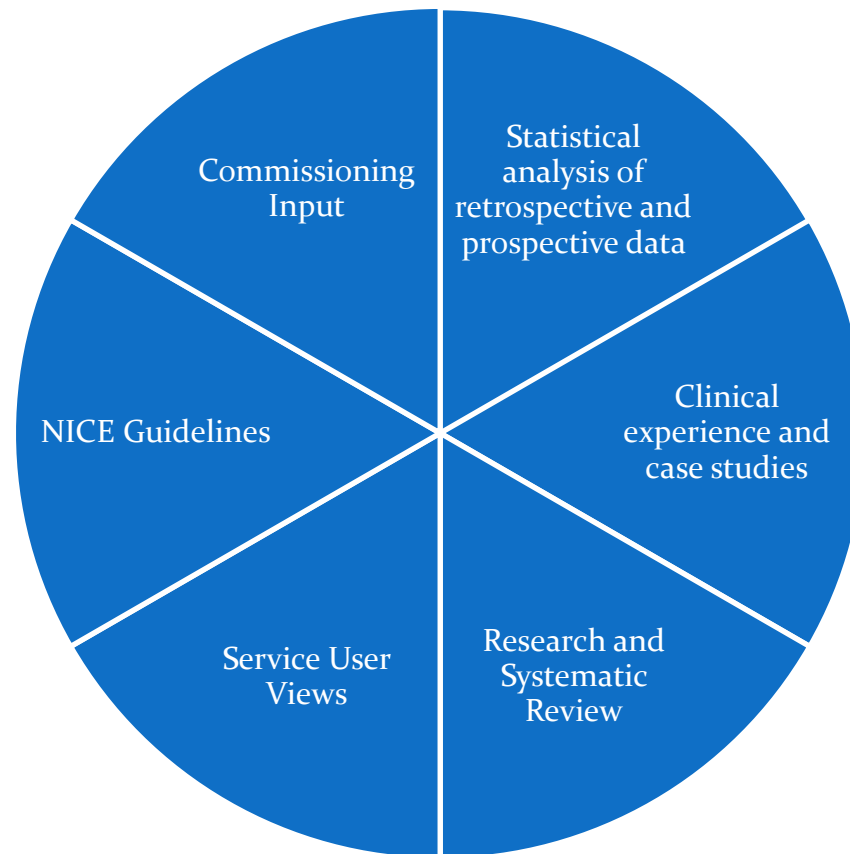 Statistical
analysis of
retrospective and
prospective data
Clinical
experience and
case studies
Research and
Systematic
Review
Service User
Views
NICE Guidelines
Commissioning
Input